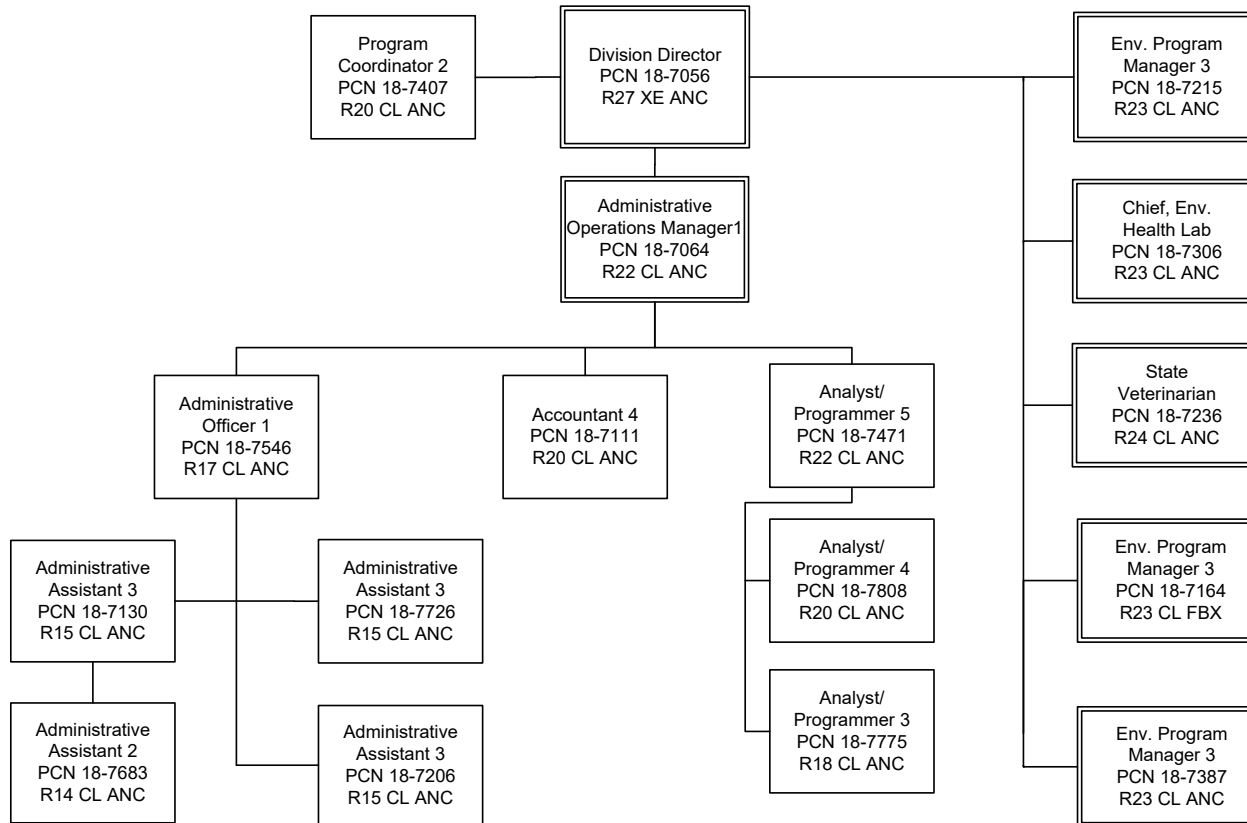 Program
Coordinator 2
PCN 18-7407
R20 CL ANC
Division Director
PCN 18-7056
R27 XE ANC
Env. Program
Manager 3
PCN 18-7215
R23 CL ANC
Administrative
Operations Manager1
PCN 18-7064
R22 CL ANC
Chief, Env.
Health Lab
PCN 18-7306
R23 CL ANC
Administrative
Officer 1
PCN 18-7546
R17 CL ANC
Accountant 4
PCN 18-7111
R20 CL ANC
Analyst/
Programmer 5
PCN 18-7471
R22 CL ANC
State
Veterinarian
PCN 18-7236
R24 CL ANC
Administrative
Assistant 3
PCN 18-7130
R15 CL ANC
Administrative
Assistant 3
PCN 18-7726
R15 CL ANC
Analyst/
Programmer 4
PCN 18-7808
R20 CL ANC
Env. Program
Manager 3
PCN 18-7164
R23 CL FBX
Administrative
Assistant 2
PCN 18-7683
R14 CL ANC
Administrative
Assistant 3
PCN 18-7206
R15 CL ANC
Analyst/
Programmer 3
PCN 18-7775
R18 CL ANC
Env. Program
Manager 3
PCN 18-7387
R23 CL ANC